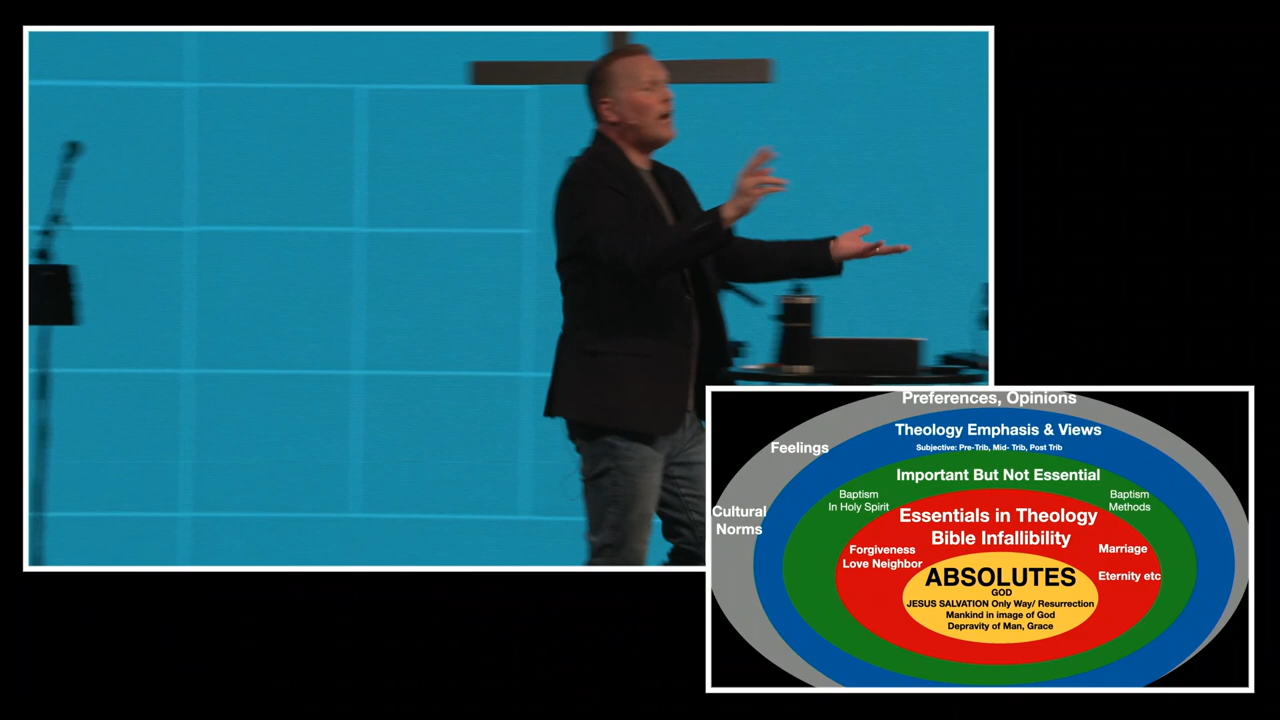 Preferences, Opinions
Theology Emphasis & Views
Subjective: Pre-Trib, Mid- Trib, Post Trib
Feelings
Important But Not Essential
Baptism
In Holy Spirit
Baptism
Methods
Cultural
Norms
Essentials in Theology
Bible Infallibility
Forgiveness
Love Neighbor
Marriage
Eternity etc
ABSOLUTES
GOD
JESUS SALVATION Only Way/ Resurrection
Mankind in image of God
Depravity of Man, Grace